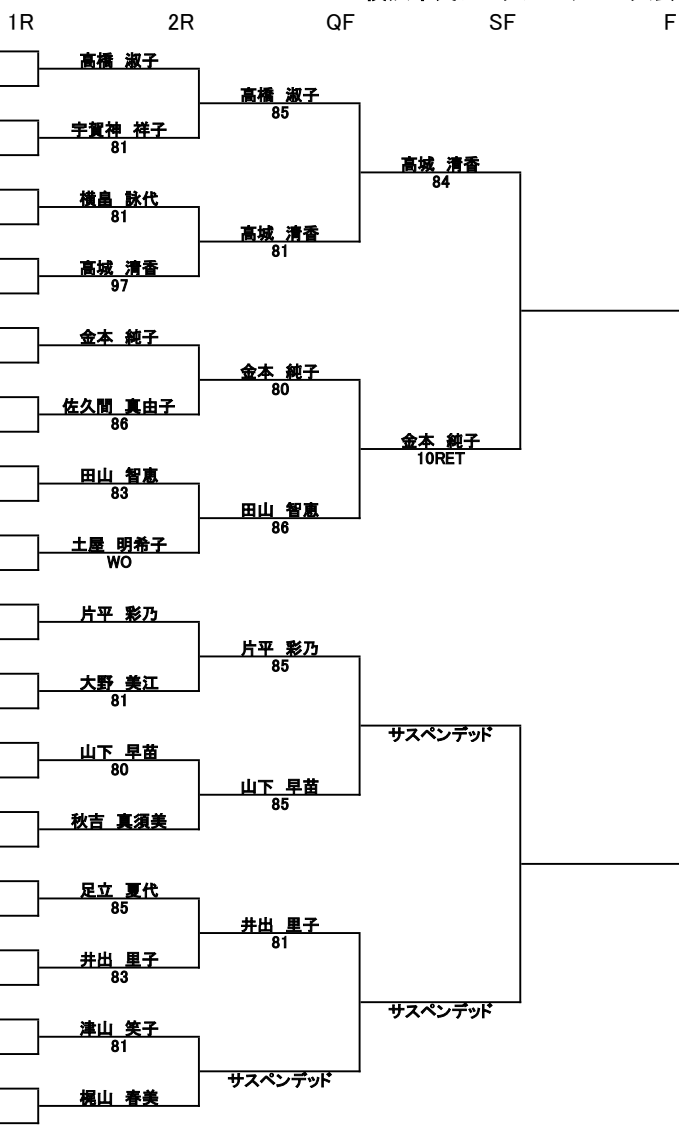 1R 2R QF SF F
高橋 淑子
高橋 淑子
85
宇賀神 祥子
81
高城 清香
84
横畠 詠代
81
高城 清香
81
高城 清香
97
金本 純子
金本 純子
80
佐久間 真由子
86
金本 純子
10RET
田山 智恵
83
田山 智恵
86
土屋 明希子
WO
片平 彩乃
片平 彩乃
85
大野 美江
81
サスペンデッド
山下 早苗
80
山下 早苗
85
秋吉 真須美
足立 夏代
85
井出 里子
81
井出 里子
83
サスペンデッド
津山 笑子
81
サスペンデッド
梶山 春美